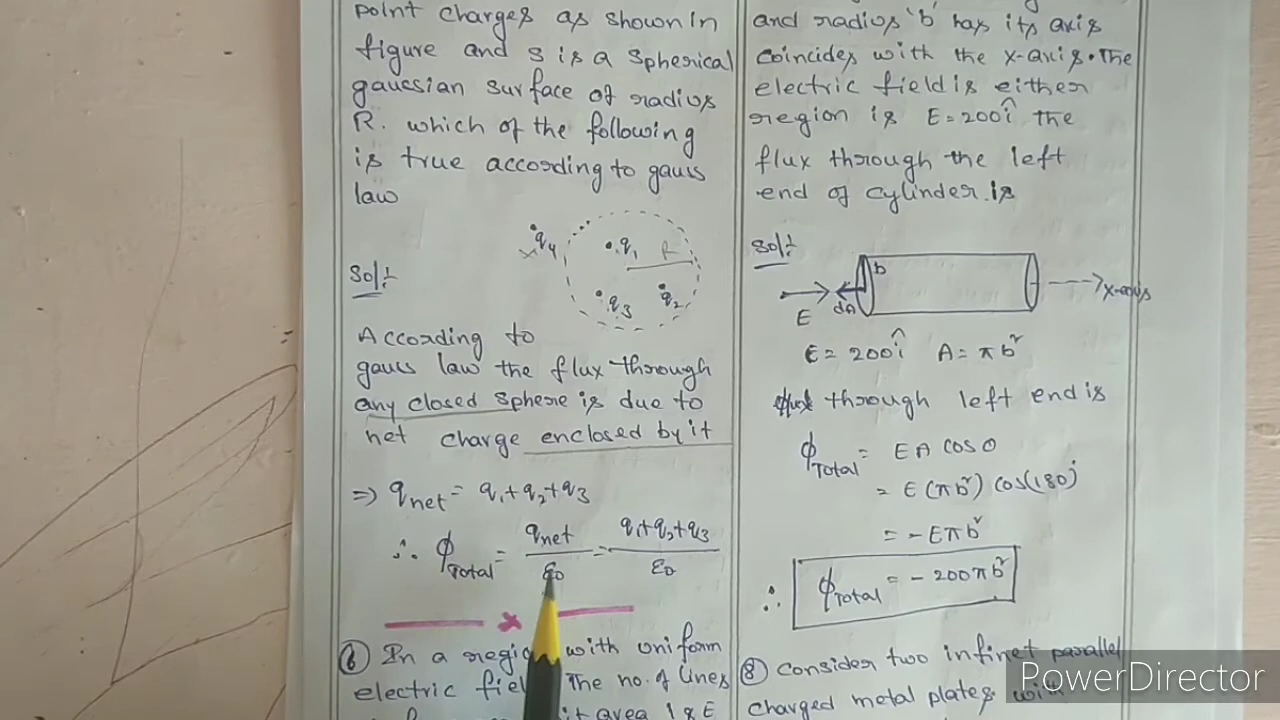 point charges as shown in
figure and S is a spherical
gaussian surface of radius
R. which of the following
is true according to gauss
law
q4
q1
R
q3
q2
Sol:
According to
gauss law the flux through
any closed sphere is due to
net charge enclosed by it
⇒ qnet = q1+q2+q3
∴ ϕTotal = qnet/ε0 = q1+q2+q3/ε0
⑥ In a with uniform
electric The no. of lines
area is E
and radius 'b' has its axis
coincides with the x-axis. The
electric field is either
region is E = 200î the
flux through the left
end of cylinder is
Sol:
b
E
dA
x-axis
E = 200î A = πb²
through left end is
ϕTotal = EA cosθ
= E(πb²) cos(180°)
= -Eπb²
∴ ϕTotal = -200πb²
⑧ Consider two infinet parallel
charged metal plates with
PowerDirector